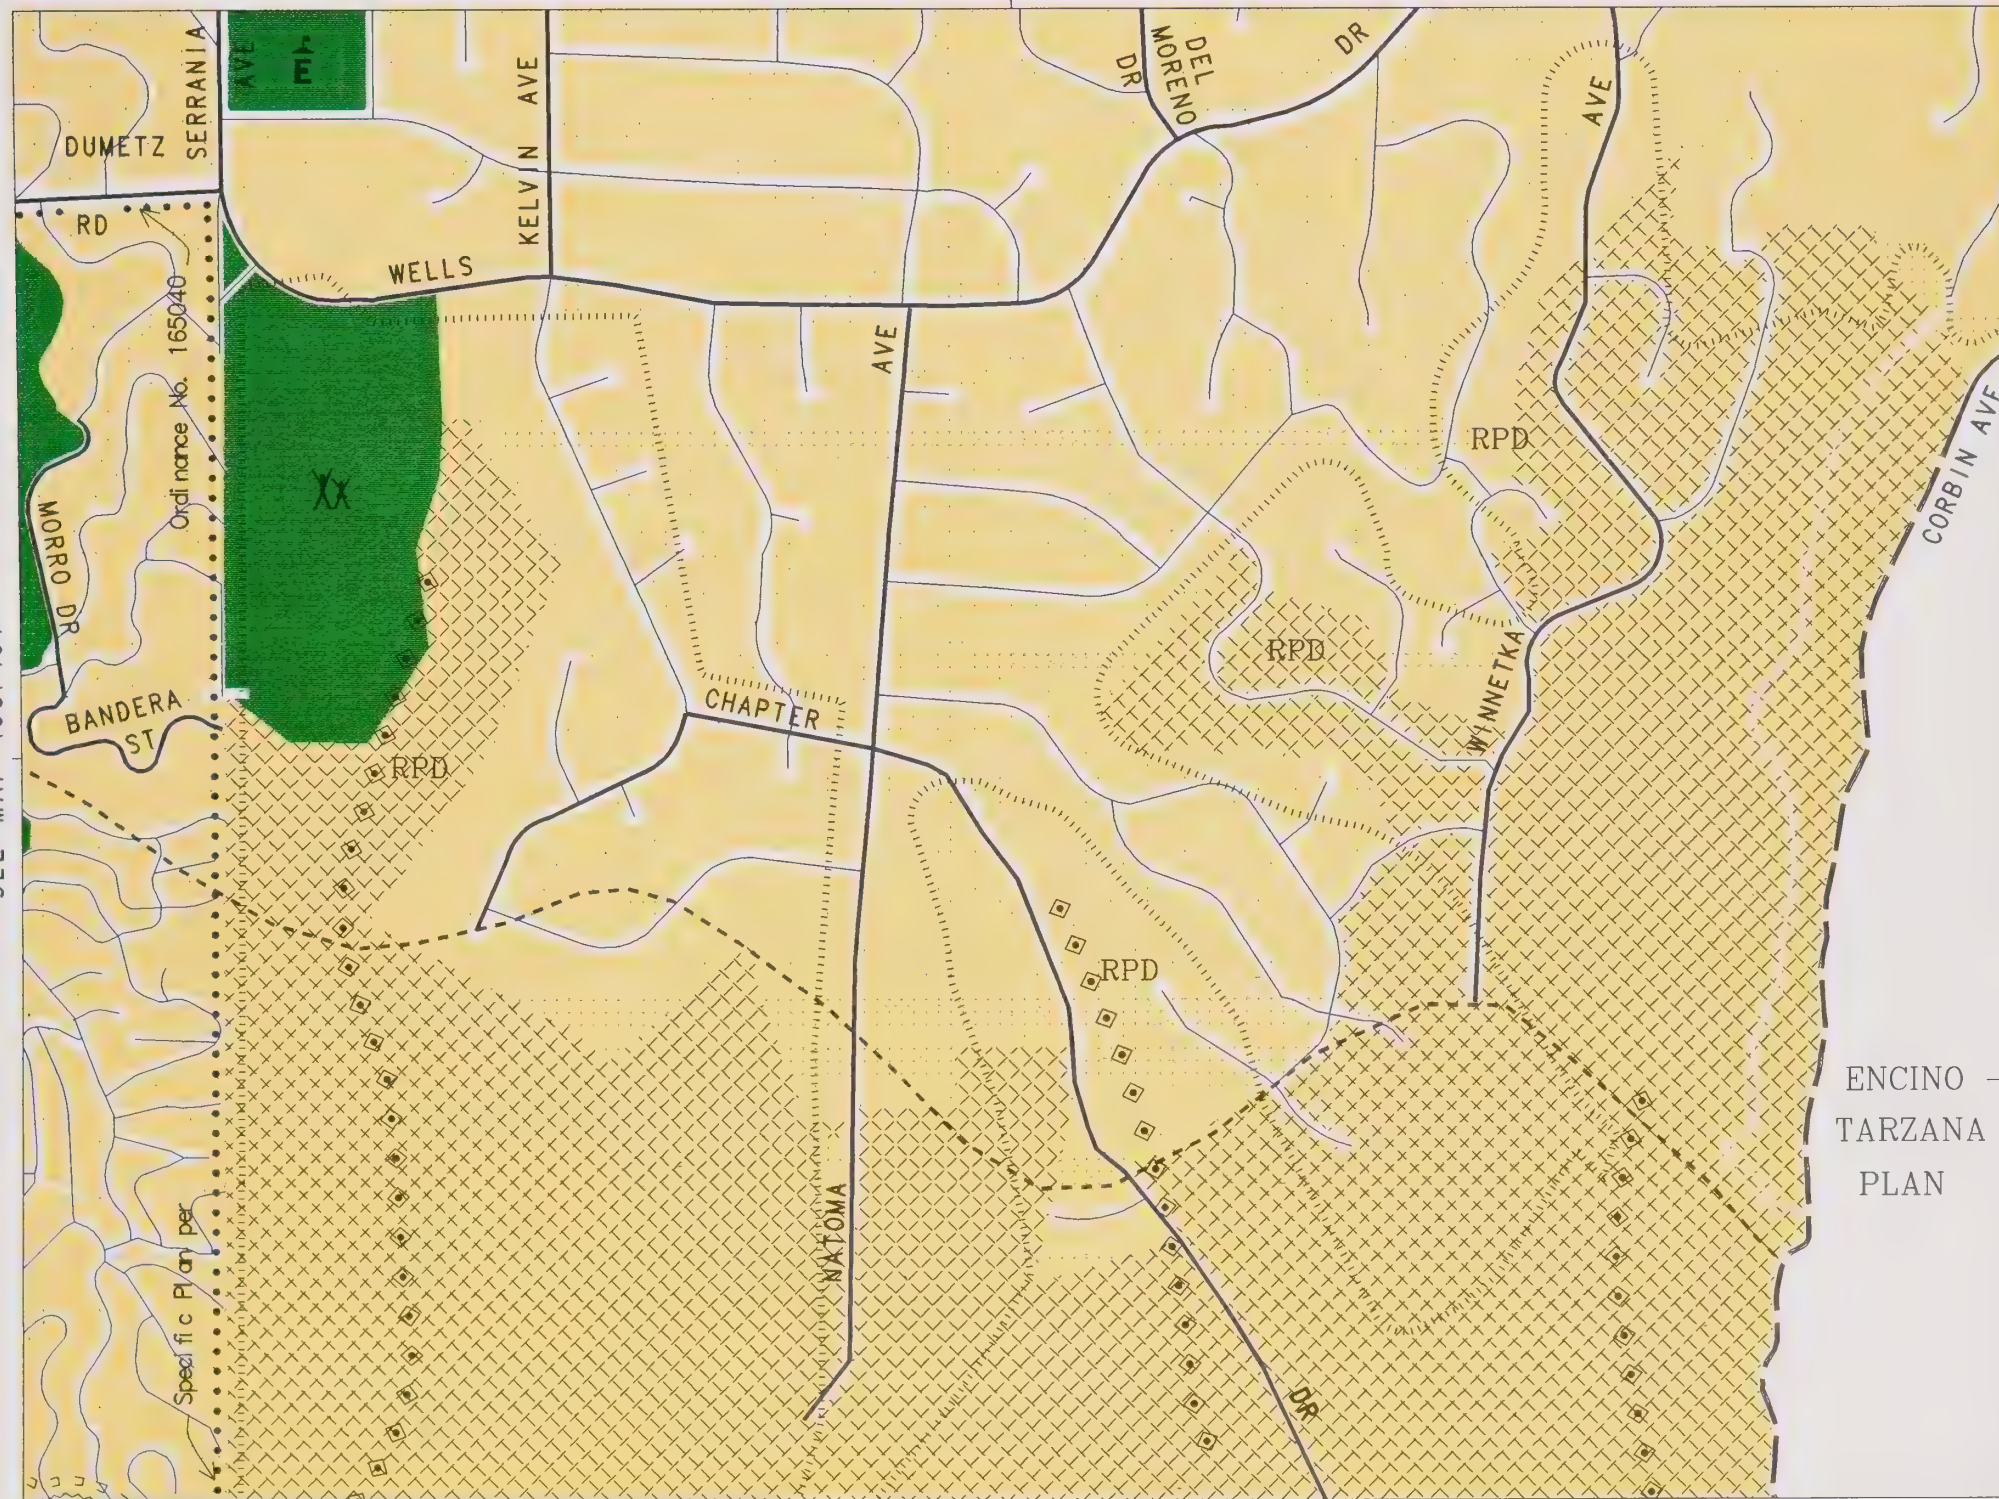 SERRANIA
AVE
E
DUMETZ
RD
KELVIN AVE
WELLS
DEL
MORENO
DR
DR
AVE
Ordinance No. 165040
AVE
RPD
CORBIN AVE
MORRO DR
RPD
WINNETKA
BANDERA
ST
CHAPTER
RPD
RPD
ENCINO -
TARZANA
PLAN
NATOMA
Specific Plan per
DR